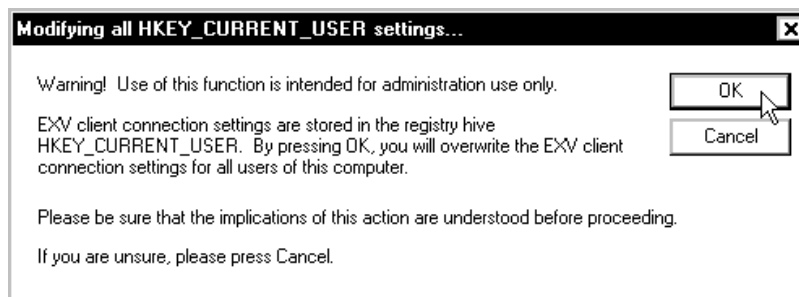 Modifying all HKEY_CURRENT_USER settings...
Warning! Use of this function is intended for administration use only.
OK
EXV client connection settings are stored in the registry hive
HKEY_CURRENT_USER. By pressing OK, you will overwrite the EXV client
Cancel
connection settings for all users of this computer.
Please be sure that the implications of this action are understood before proceeding.
If you are unsure, please press Cancel.